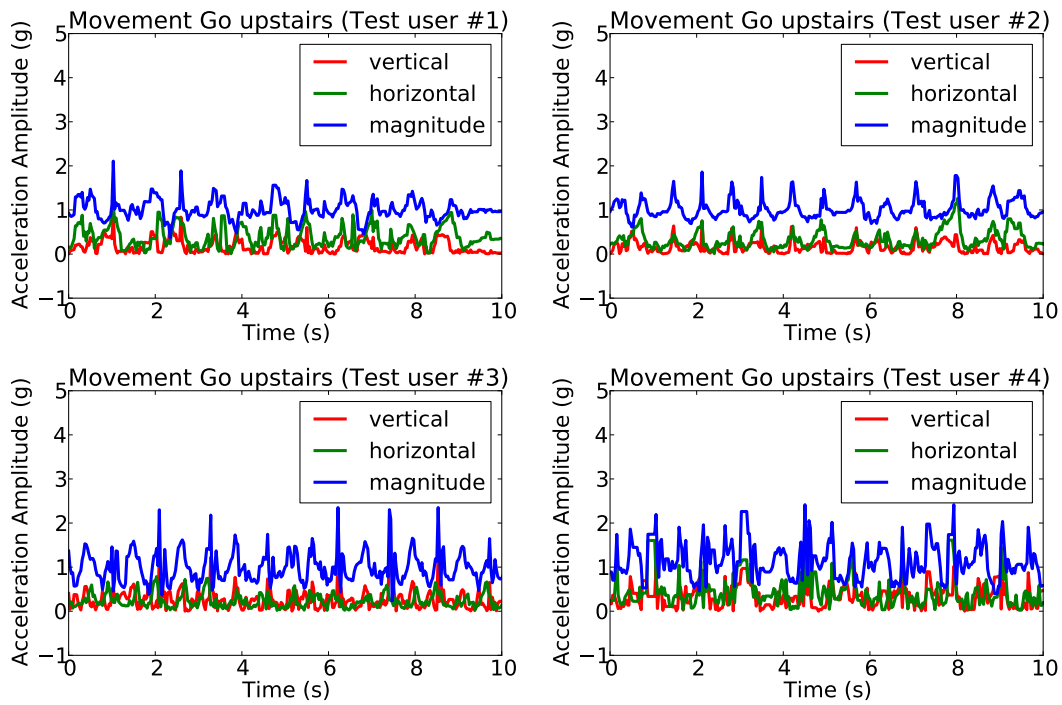 Movement Go upstairs (Test user #1)
Acceleration Amplitude (g)
5
4
3
2
1
0
−1
vertical
horizontal
magnitude
0 2 4 6 8 10
Time (s)
Movement Go upstairs (Test user #2)
Acceleration Amplitude (g)
5
4
3
2
1
0
−1
vertical
horizontal
magnitude
0 2 4 6 8 10
Time (s)
Movement Go upstairs (Test user #3)
Acceleration Amplitude (g)
5
4
3
2
1
0
−1
vertical
horizontal
magnitude
0 2 4 6 8 10
Time (s)
Movement Go upstairs (Test user #4)
Acceleration Amplitude (g)
5
4
3
2
1
0
−1
vertical
horizontal
magnitude
0 2 4 6 8 10
Time (s)